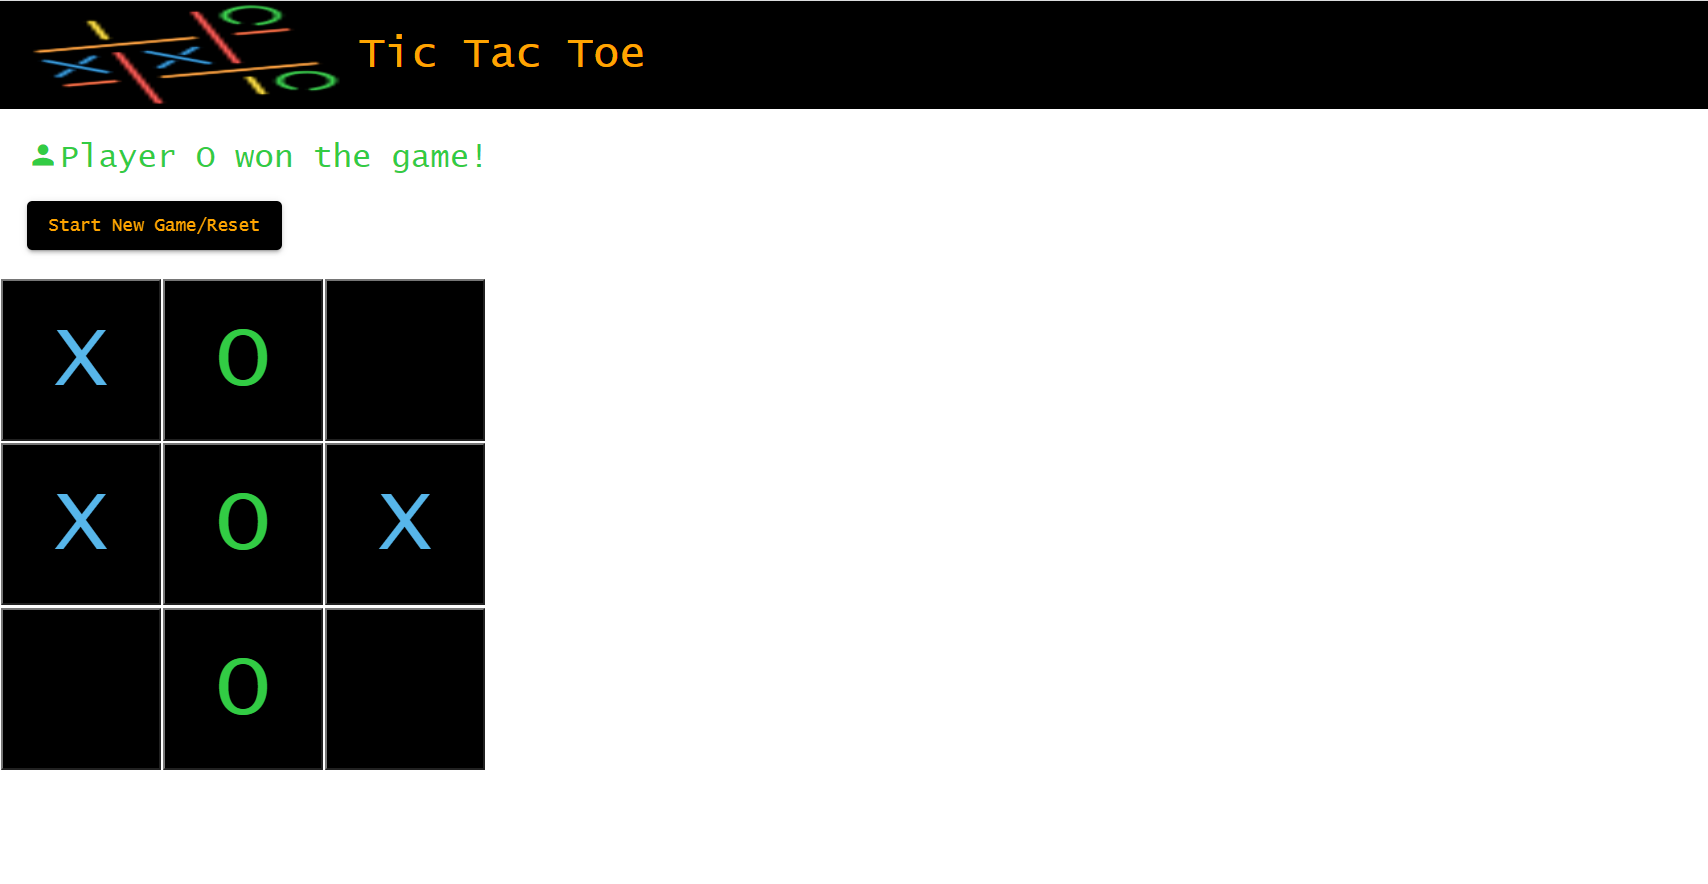 Tic Tac Toe
Player O won the game!
Start New Game/Reset
X O
X O X
O